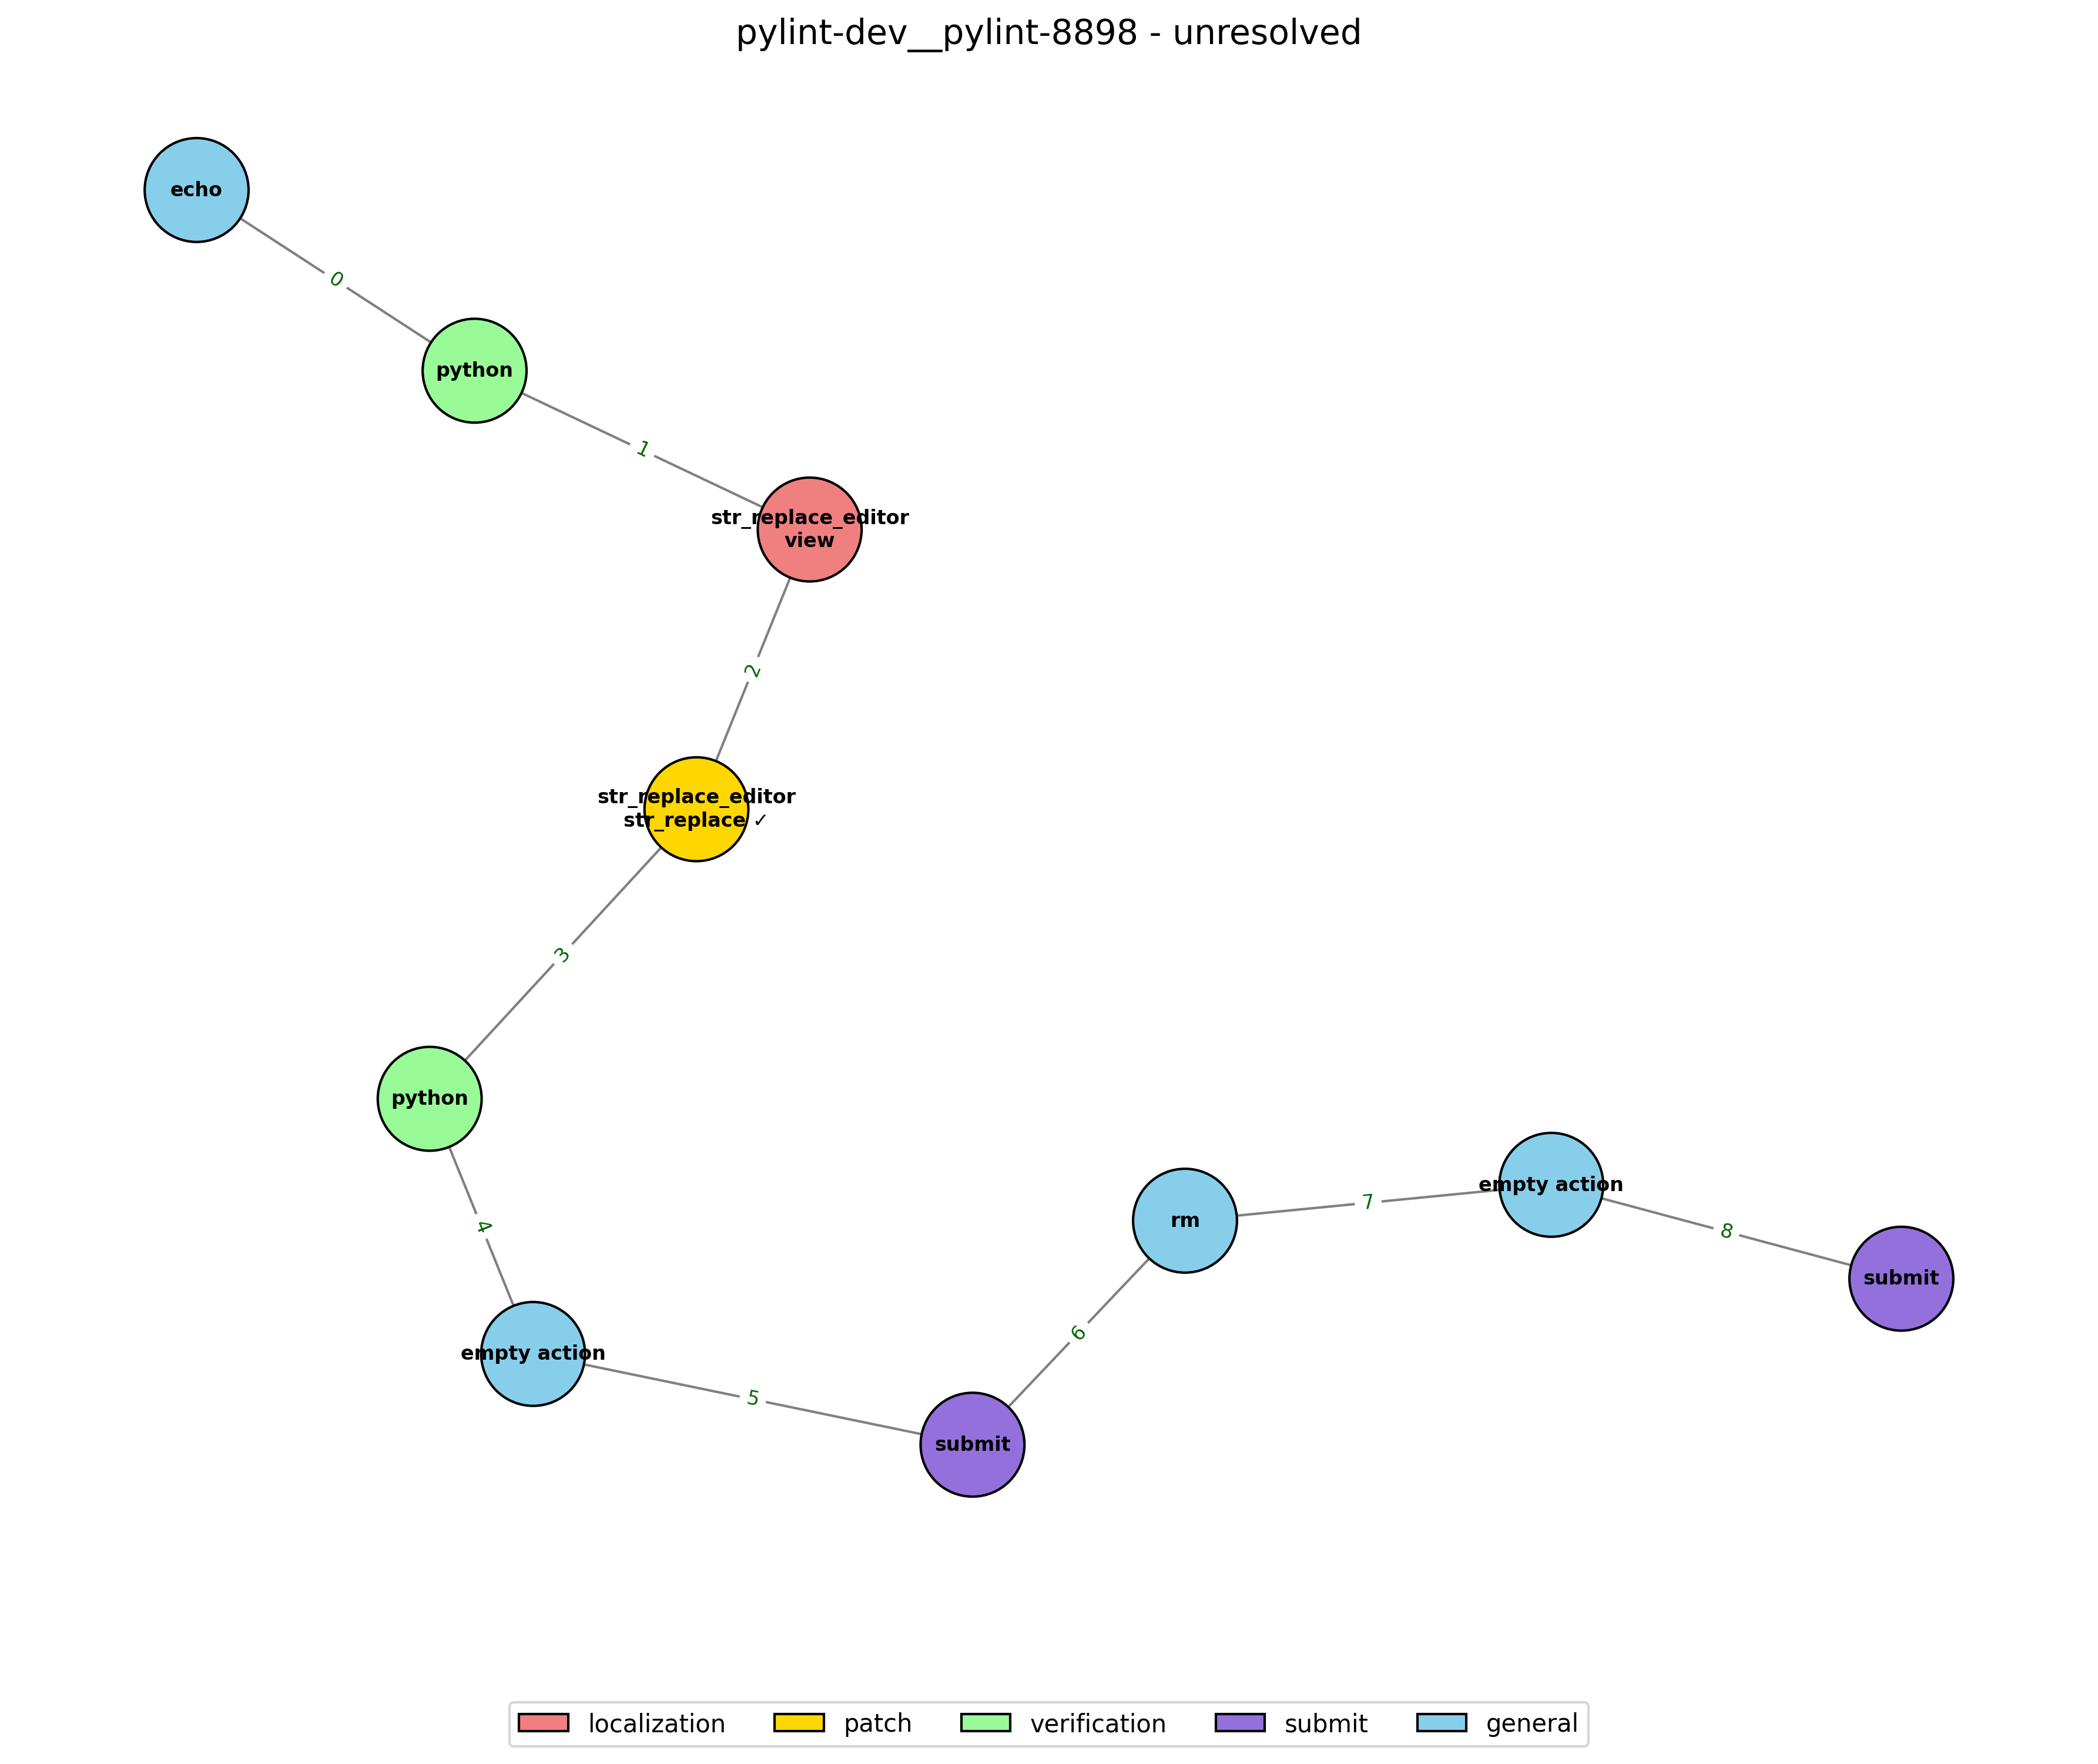 pylint-dev__pylint-8898 - unresolved
echo
0
python
1
str_replace_editor
view
2
str_replace_editor
str_replace ✓
3
python
4
empty action
5
submit
6
rm
7
empty action
8
submit
localization
patch
verification
submit
general